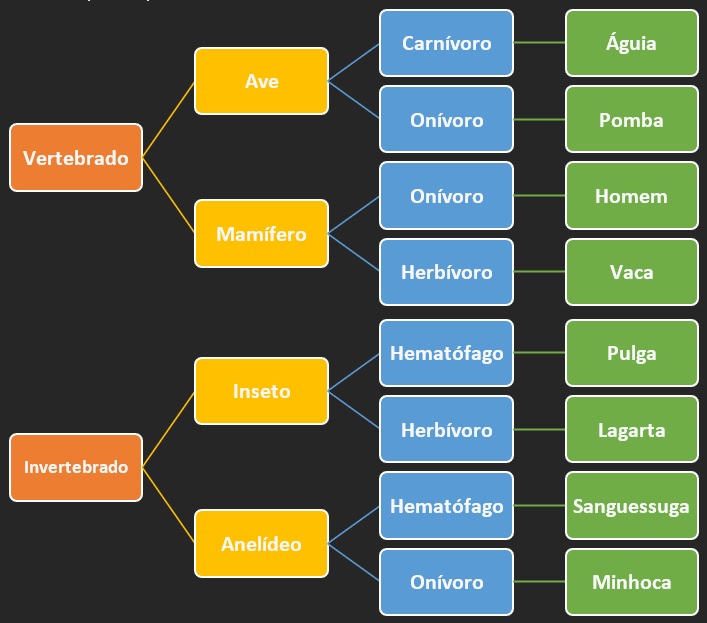 Vertebrado
Ave
Carnívoro
Águia
Onívoro
Pomba
Mamífero
Onívoro
Homem
Herbívoro
Vaca
Invertebrado
Inseto
Hematófago
Pulga
Herbívoro
Lagarta
Anelídeo
Hematófago
Sanguessuga
Onívoro
Minhoca